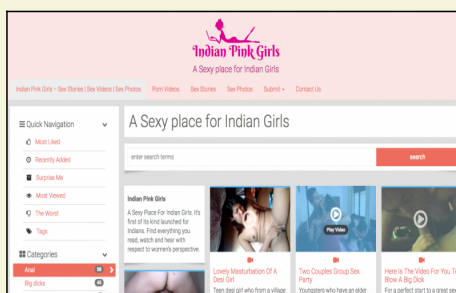 Indian Pink Girls
A Sexy place for Indian Girls
Indian Pink Girls – Sex Stories | Sex Videos | Sex Photos
Porn Videos
Sex Stories
Sex Photos
Submit
Contact Us
Quick Navigation
Most Liked
Recently Added
Surprise Me
Most Viewed
The Worst
Tags
Categories
Anal
Big dicks
A Sexy place for Indian Girls
enter search terms
search
Indian Pink Girls
A Sexy Place For Indian Girls. It's
first of its kind launched for
Indians. Find everything you
read, watch and hear with
respect to women's perspective.
Lovely Masturbation Of A
Desi Girl
Teen desi girl who from a village
Play Video
Two Couples Group Sex
Party
Youngsters who have an elder
Here Is The Video For You To
Blow A Big Dick
For a perfect start to a great sex